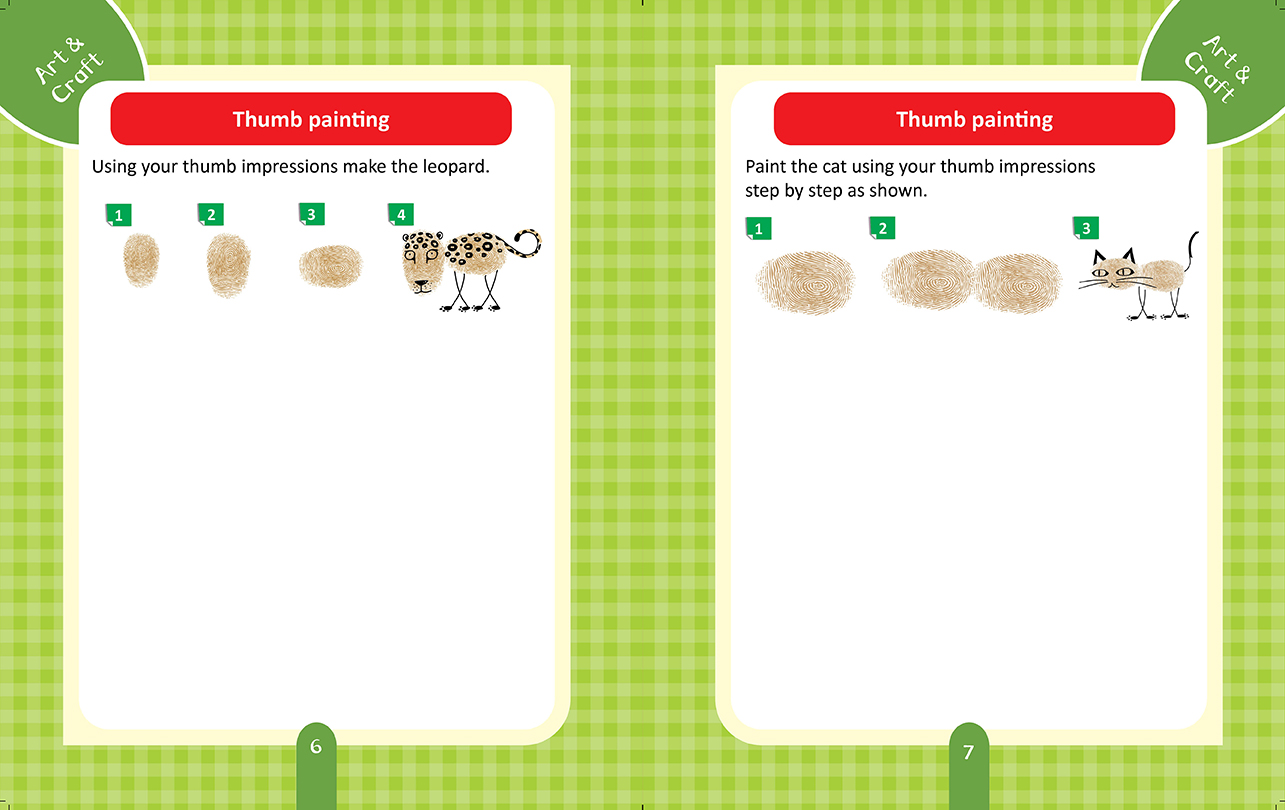 Art &
Craft
Thumb painting
Using your thumb impressions make the leopard.
1
2
3
4
6
Art &
Craft
Thumb painting
Paint the cat using your thumb impressions
step by step as shown.
1
2
3
7